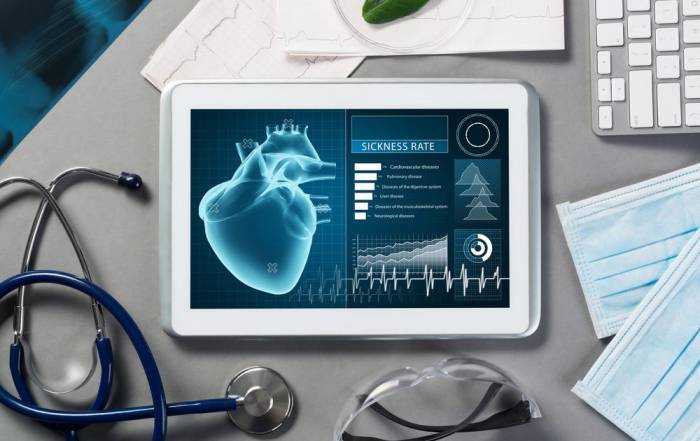 SICKNESS RATE
Cardiovascular diseases
Pulmonary disease
Diseases of the digestive system
Liver disease
Diseases of the musculoskeletal system
Neurological diseases